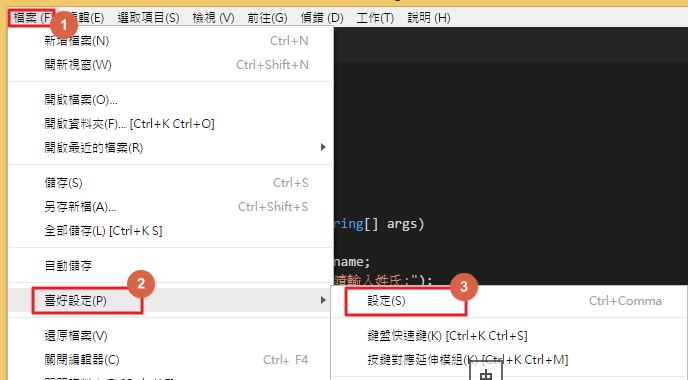 檔案(F) 編輯(E) 選取項目(S) 檢視 (V) 前往(G) 偵錯 (D) 工作(T) 說明 (H)
1
新增檔案(N) Ctrl+N
開新視窗(W) Ctrl+Shift+N
開啟檔案(O)...
開啟資料夾(F)... [Ctrl+K Ctrl+O]
開啟最近的檔案(R)
儲存(S) Ctrl+S
另存新檔(A)... Ctrl+Shift+S
全部儲存(L) [Ctrl+K S]
ring[] args)
自動儲存
name;
請輸入姓氏:");
2
3
喜好設定(P)
設定(S) Ctrl+Comma
還原檔案(V)
鍵盤快速鍵(K) [Ctrl+K Ctrl+S]
關閉編輯器(C) Ctrl+ F4
按鍵對應延伸模組(K) [Ctrl+K Ctrl+M]